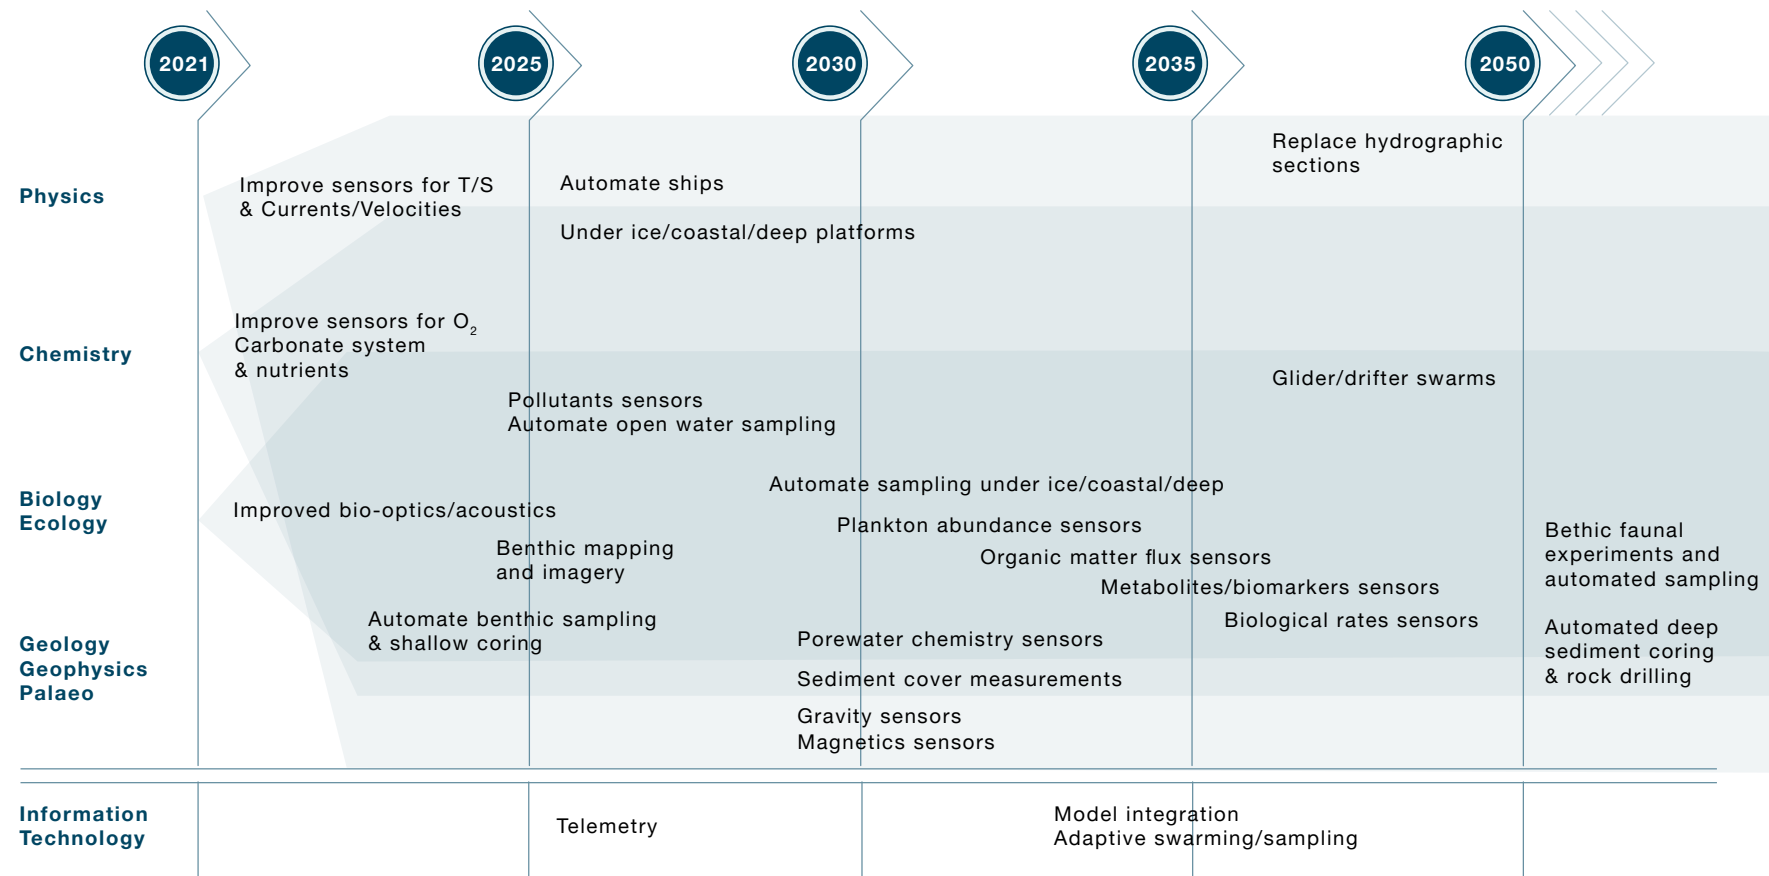 2021
2025
2030
2035
2050
Physics
Improve sensors for T/S
& Currents/Velocities
Automate ships
Under ice/coastal/deep platforms
Replace hydrographic
sections
Chemistry
Improve sensors for O₂
Carbonate system
& nutrients
Pollutants sensors
Automate open water sampling
Glider/drifter swarms
Biology
Ecology
Improved bio-optics/acoustics
Benthic mapping
and imagery
Automate sampling under ice/coastal/deep
Plankton abundance sensors
Organic matter flux sensors
Metabolites/biomarkers sensors
Biological rates sensors
Bethic faunal
experiments and
automated sampling
Geology
Geophysics
Palaeo
Automate benthic sampling
& shallow coring
Porewater chemistry sensors
Sediment cover measurements
Gravity sensors
Magnetics sensors
Automated deep
sediment coring
& rock drilling
Information
Technology
Telemetry
Model integration
Adaptive swarming/sampling